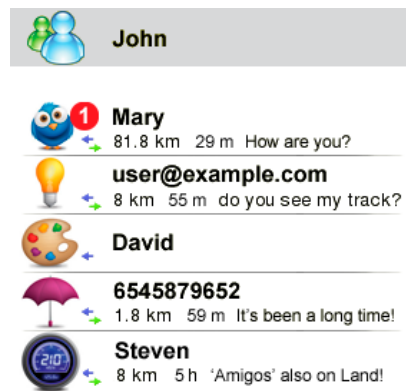 John
1
Mary
81.8 km 29 m How are you?
user@example.com
8 km 55 m do you see my track?
David
6545879652
1.8 km 59 m It's been a long time!
210
Steven
8 km 5 h ‘Amigos’ also on Land!